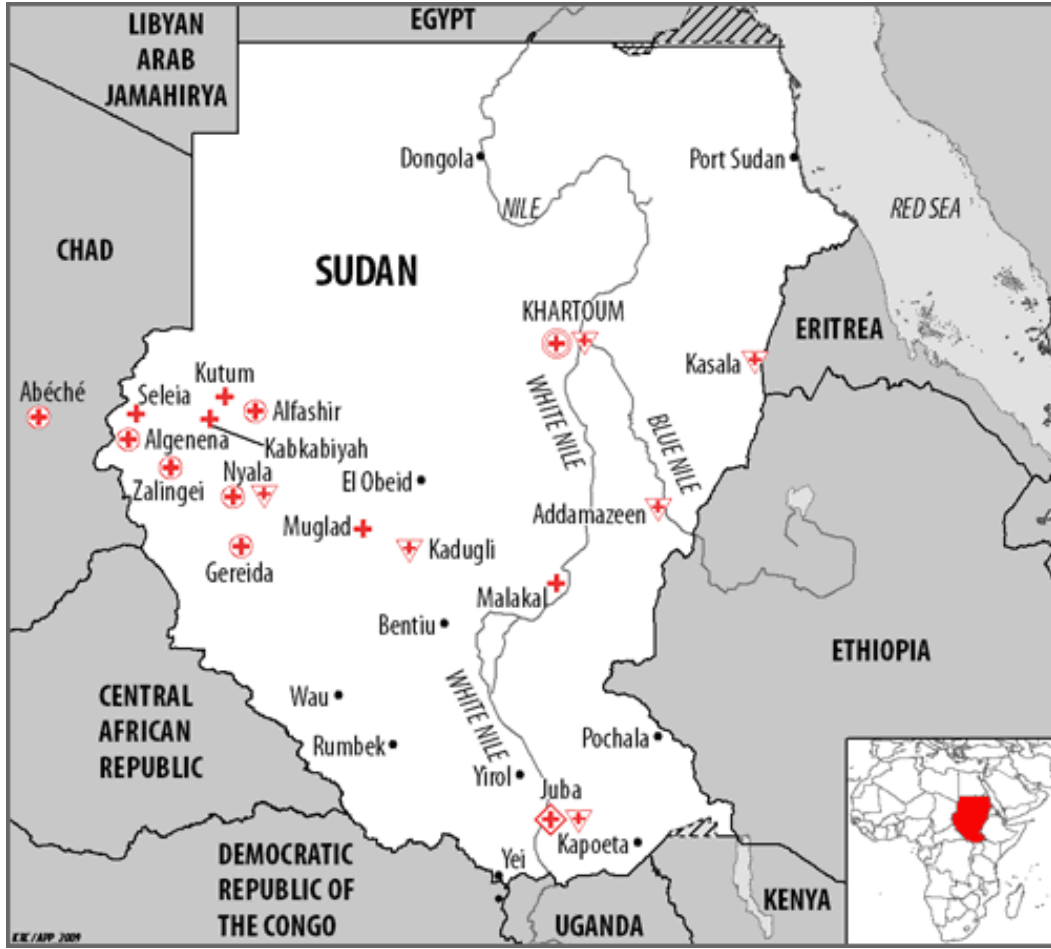 LIBYAN
ARAB
JAMAHIRYA
EGYPT
Dongola
Port Sudan
NILE
RED SEA
CHAD
SUDAN
KHARTOUM
ERITREA
Kasala
Kutum
Abéché
Seleia
Alfashir
WHITE NILE
BLUE NILE
Algenena
Kabkabiyah
Nyala
Zalingei
El Obeid
Addamazeen
Muglad
Kadugli
Gereida
Malakal
Bentiu
ETHIOPIA
CENTRAL
AFRICAN
REPUBLIC
Wau
WHITE NILE
Rumbek
Pochala
Yirol
Juba
Kapoeta
DEMOCRATIC
REPUBLIC OF
THE CONGO
Yei
UGANDA
KENYA